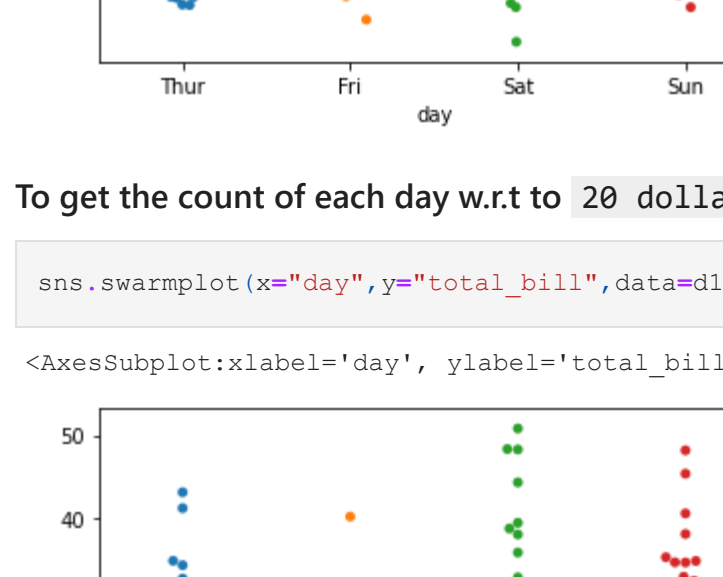 Thur Fri Sat Sun
day
To get the count of each day w.r.t to 20
sns.swarmplot(x="day",y="total_bill",data=d1
<AxesSubplot:xlabel='day', ylabel='total_bill
50
40